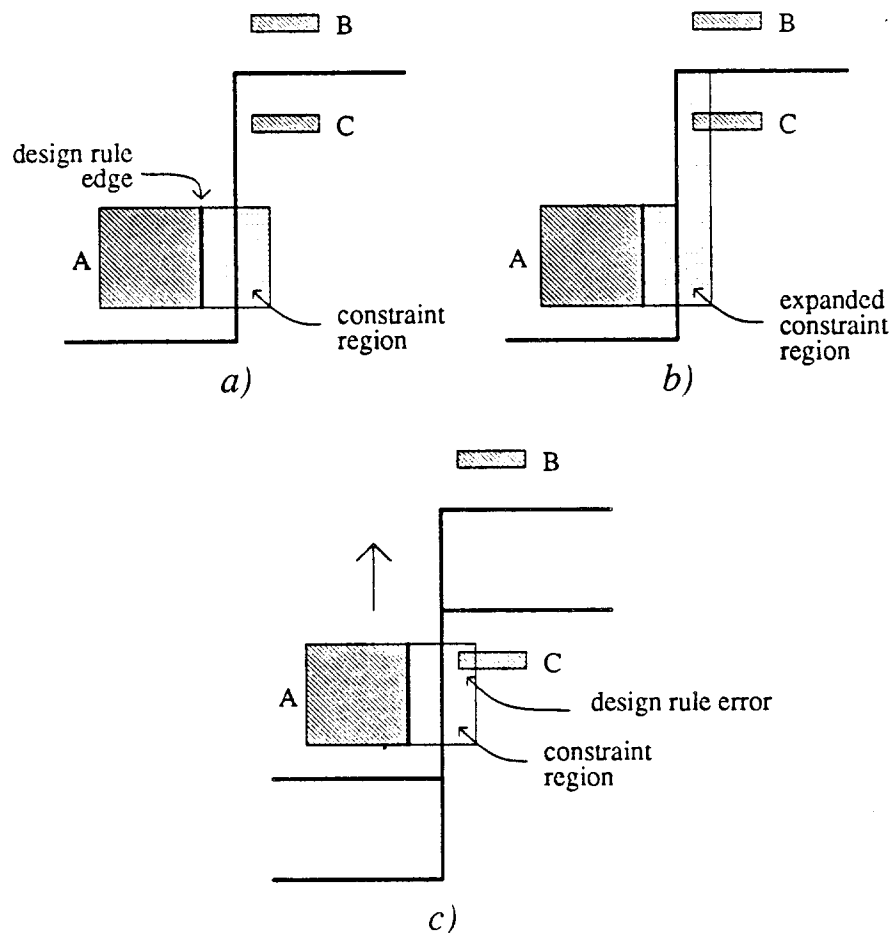 B
C
design rule
edge
A
constraint
region
a)
B
C
A
expanded
constraint
region
b)
B
C
A
design rule error
constraint
region
c)